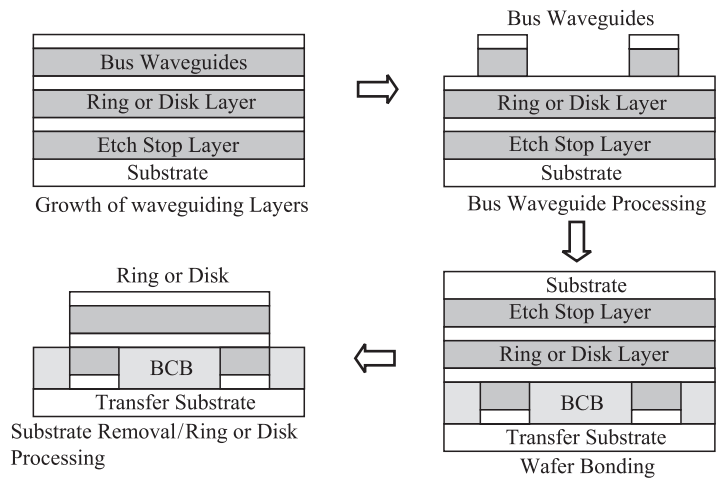 Bus Waveguides
Ring or Disk Layer
Etch Stop Layer
Substrate
Growth of waveguiding Layers
Bus Waveguides
Ring or Disk Layer
Etch Stop Layer
Substrate
Bus Waveguide Processing
Substrate
Etch Stop Layer
Ring or Disk Layer
BCB
Transfer Substrate
Wafer Bonding
Ring or Disk
BCB
Transfer Substrate
Substrate Removal/Ring or Disk
Processing